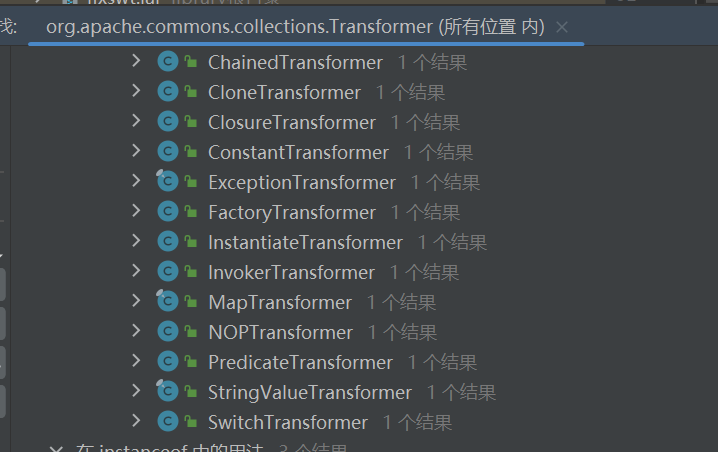 找: org.apache.commons.collections.Transformer (所有位置 内)
ChainedTransformer 1 个结果
CloneTransformer 1 个结果
ClosureTransformer 1 个结果
ConstantTransformer 1 个结果
ExceptionTransformer 1 个结果
FactoryTransformer 1 个结果
InstantiateTransformer 1 个结果
InvokerTransformer 1 个结果
MapTransformer 1 个结果
NOPTransformer 1 个结果
PredicateTransformer 1 个结果
StringValueTransformer 1 个结果
SwitchTransformer 1 个结果
在 instanceof 中的用法 3 个结果